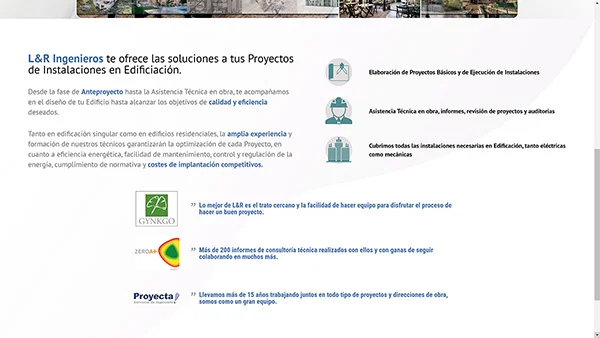 L&R Ingenieros te ofrece las soluciones a tus Proyectos
de Instalaciones en Edificiación.
Desde la fase de Anteproyecto hasta la Asistencia Técnica en obra, te acompañamos
en el diseño de tu Edificio hasta alcanzar los objetivos de calidad y eficiencia
deseados.
Tanto en edificación singular como en edificios residenciales, la amplia experiencia y
formación de nuestros técnicos garantizarán la optimización de cada Proyecto, en
cuanto a eficiencia energética, facilidad de mantenimiento, control y regulación de la
energía, cumplimiento de normativa y costes de implantación competitivos.
Elaboración de Proyectos Básicos y de Ejecución de Instalaciones
Asistencia Técnica en obra, informes, revisión de proyectos y auditorías
Cubrimos todas las instalaciones necesarias en Edificación, tanto eléctricas
como mecánicas
GYNKGO
" Lo mejor de L&R es el trato cercano y la facilidad de hacer equipo para disfrutar el proceso de
hacer un buen proyecto.
ZEROA+
" Más de 200 informes de consultoría técnica realizados con ellos y con ganas de seguir
colaborando en muchos más.
Proyecta!
" Llevamos más de 15 años trabajando juntos en todo tipo de proyectos y direcciones de obra,
somos como un gran equipo.